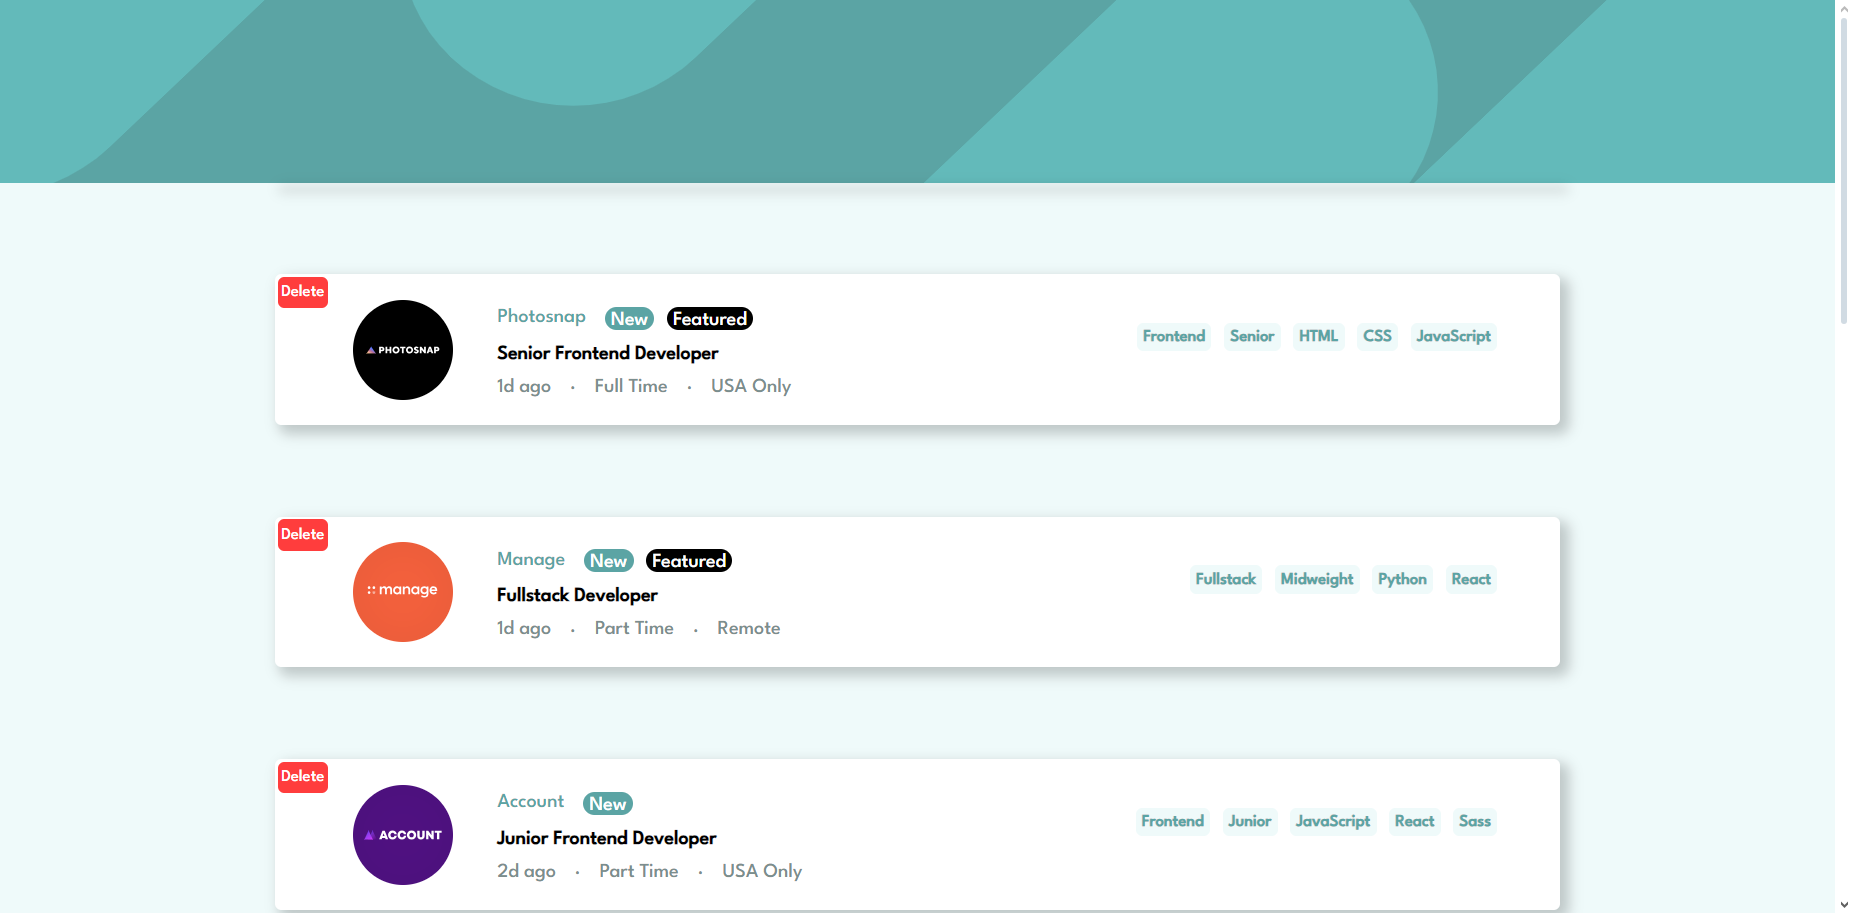 Delete
PHOTOSNAP
Photosnap New Featured
Senior Frontend Developer
1d ago · Full Time · USA Only
Frontend Senior HTML CSS JavaScript
Delete
manage
Manage New Featured
Fullstack Developer
1d ago · Part Time · Remote
Fullstack Midweight Python React
Delete
ACCOUNT
Account New
Junior Frontend Developer
2d ago · Part Time · USA Only
Frontend Junior JavaScript React Sass